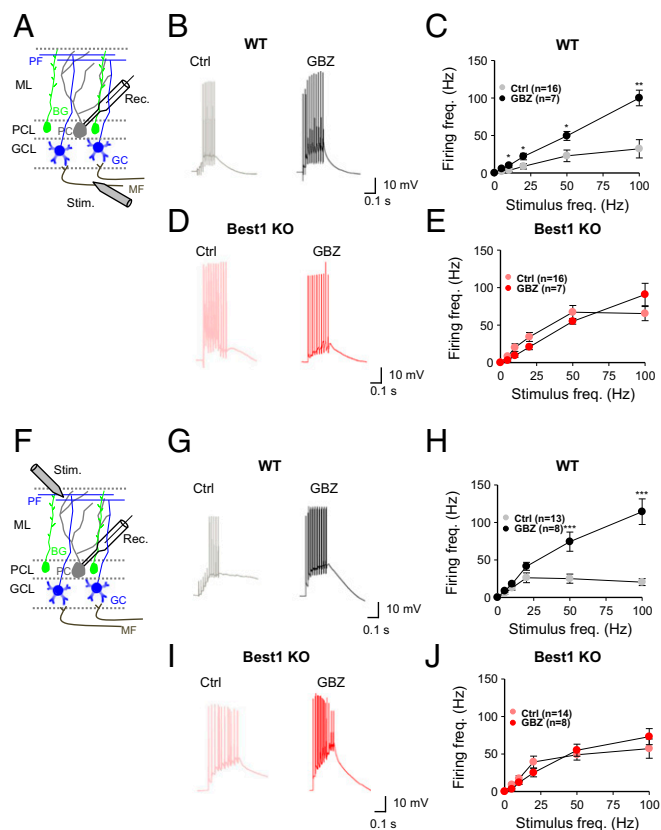 A
PF
ML
BG
Rec.
PCL
PC
GCL
GC
MF
Stim.
B
WT
Ctrl
GBZ
10 mV
0.1 s
C
WT
Firing freq. (Hz)
150
100
50
0
Ctrl (n=16)
GBZ (n=7)
*
*
*
**
0 25 50 75 100
Stimulus freq. (Hz)
D
Best1 KO
Ctrl
GBZ
10 mV
0.1 s
E
Best1 KO
Firing freq. (Hz)
150
100
50
0
Ctrl (n=16)
GBZ (n=7)
0 25 50 75 100
Stimulus freq. (Hz)
F
Stim.
PF
ML
Rec.
BG
PCL
PC
GCL
GC
MF
G
WT
Ctrl
GBZ
10 mV
0.1 s
H
WT
Firing freq. (Hz)
150
100
50
0
Ctrl (n=13)
GBZ (n=8)
***
***
0 25 50 75 100
Stimulus freq. (Hz)
I
Best1 KO
Ctrl
GBZ
10 mV
0.1 s
J
Best1 KO
Firing freq. (Hz)
150
100
50
0
Ctrl (n=14)
GBZ (n=8)
0 25 50 75 100
Stimulus freq. (Hz)